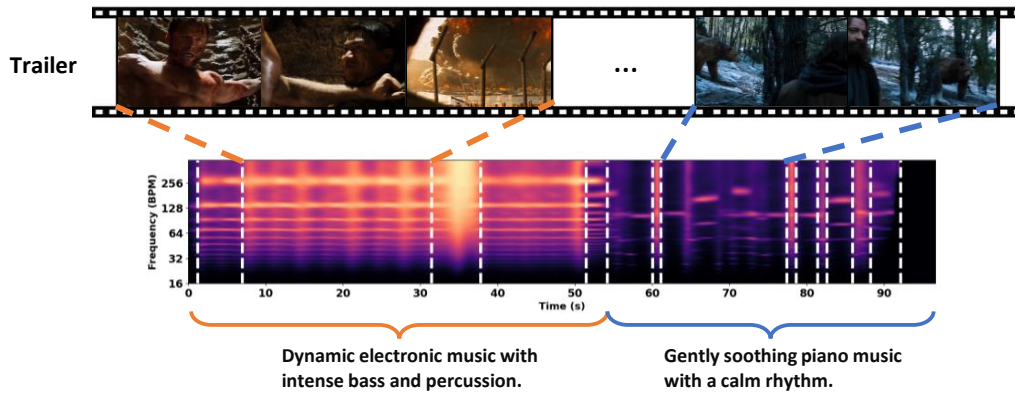 Trailer
...
Frequency (BPM)
256
128
64
32
16
0 10 20 30 40 50 60 70 80 90
Time (s)
Dynamic electronic music with
intense bass and percussion.
Gently soothing piano music
with a calm rhythm.